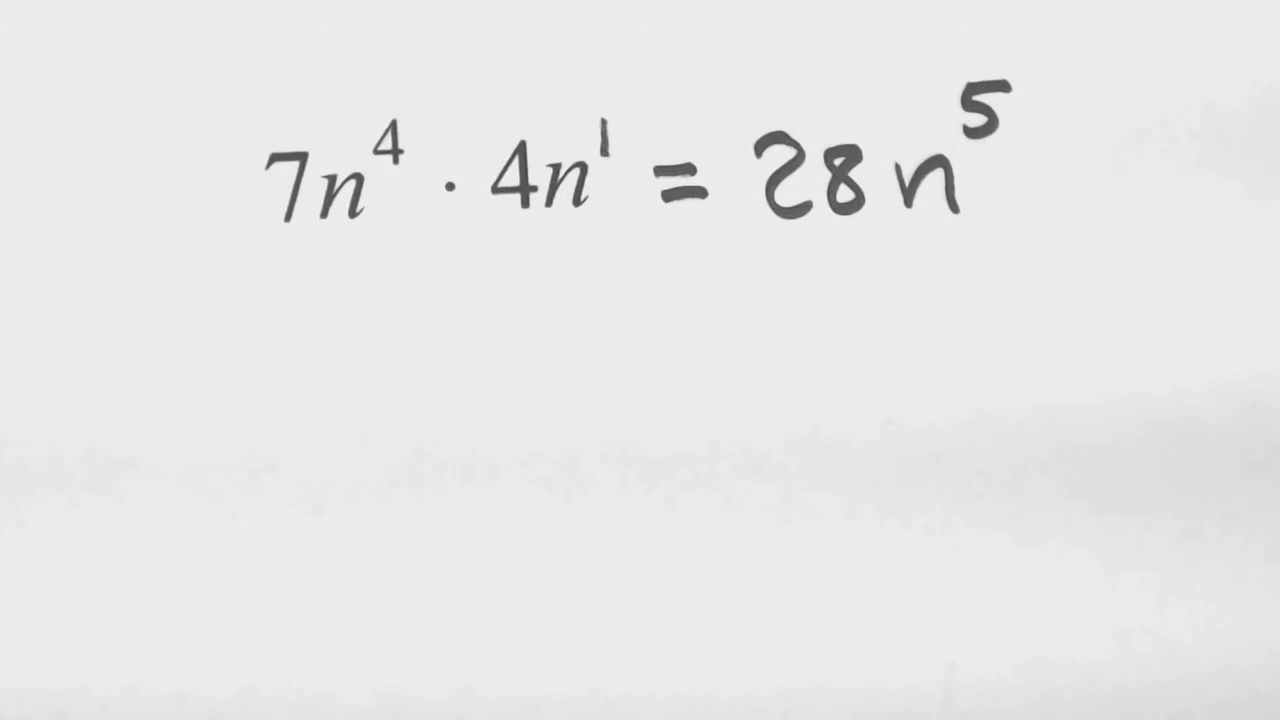 7n⁴ · 4n¹ = 28n⁵